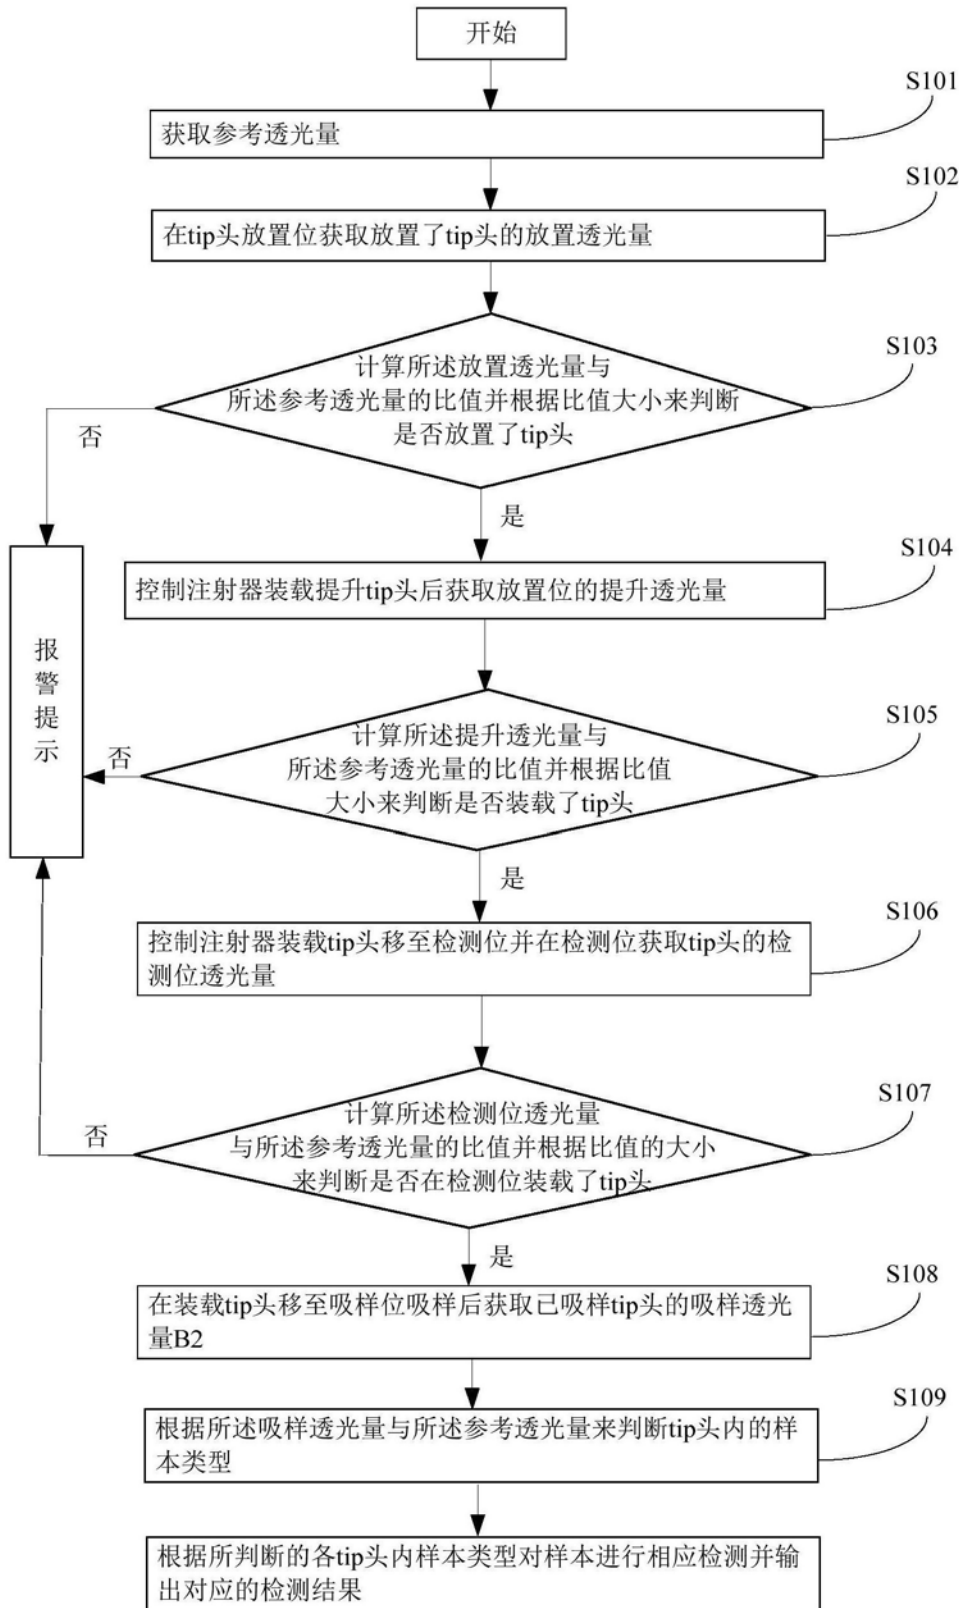 开始
S101
获取参考透光量
S102
在tip头放置位获取放置了tip头的放置透光量
S103
计算所述放置透光量与
所述参考透光量的比值并根据比值大小来判断
是否放置了tip头
否
是
S104
控制注射器装载提升tip头后获取放置位的提升透光量
报
警
提
示
S105
计算所述提升透光量与
所述参考透光量的比值并根据比值
大小来判断是否装载了tip头
否
是
S106
控制注射器装载tip头移至检测位并在检测位获取tip头的检
测位透光量
S107
计算所述检测位透光量
与所述参考透光量的比值并根据比值的大小
来判断是否在检测位装载了tip头
否
是
S108
在装载tip头移至吸样位吸样后获取已吸样tip头的吸样透光
量B2
S109
根据所述吸样透光量与所述参考透光量来判断tip头内的样
本类型
根据所判断的各tip头内样本类型对样本进行相应检测并输
出对应的检测结果